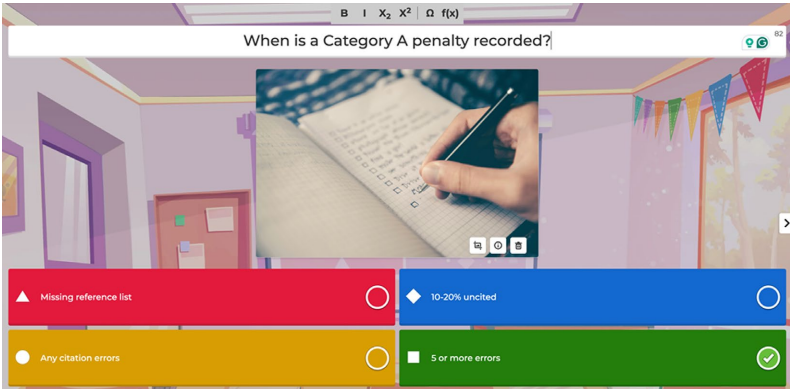 B I X₂ X² Ω f(x)
When is a Category A penalty recorded?
82
Missing reference list
10-20% uncited
Any citation errors
5 or more errors